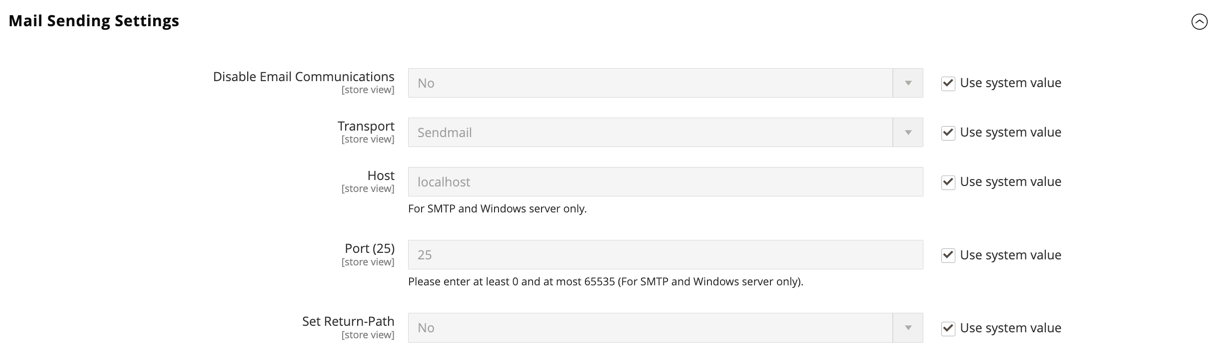 Mail Sending Settings
Disable Email Communications
[store view]
No
Use system value
Transport
[store view]
Sendmail
Use system value
Host
[store view]
localhost
Use system value
For SMTP and Windows server only.
Port (25)
[store view]
25
Use system value
Please enter at least 0 and at most 65535 (For SMTP and Windows server only).
Set Return-Path
[store view]
No
Use system value